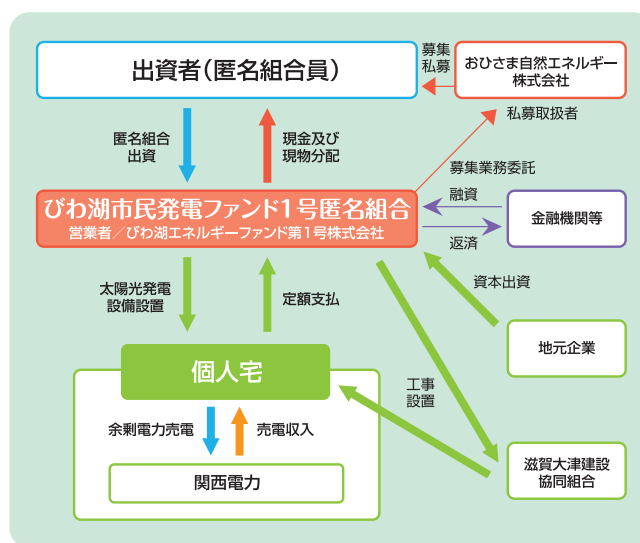 出資者（匿名組合員）
募集
私募
おひさま自然エネルギー
株式会社
匿名組合
出資
現金及び
現物分配
私募取扱者
募集業務委託
びわ湖市民発電ファンド1号匿名組合
営業者／びわ湖エネルギーファンド第1号株式会社
融資
返済
金融機関等
太陽光発電
設備設置
定額支払
資本出資
地元企業
個人宅
工事
設置
余剰電力売電
売電収入
関西電力
滋賀大津建設
協同組合